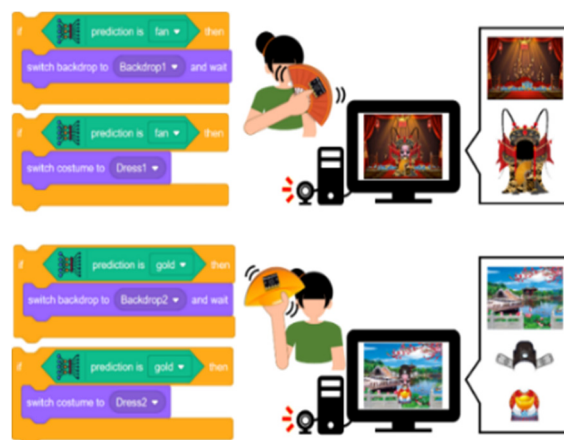 if prediction is fan then
switch backdrop to Backdrop1 and wait
if prediction is fan then
switch costume to Dress1
if prediction is gold then
switch backdrop to Backdrop2 and wait
if prediction is gold then
switch costume to Dress2